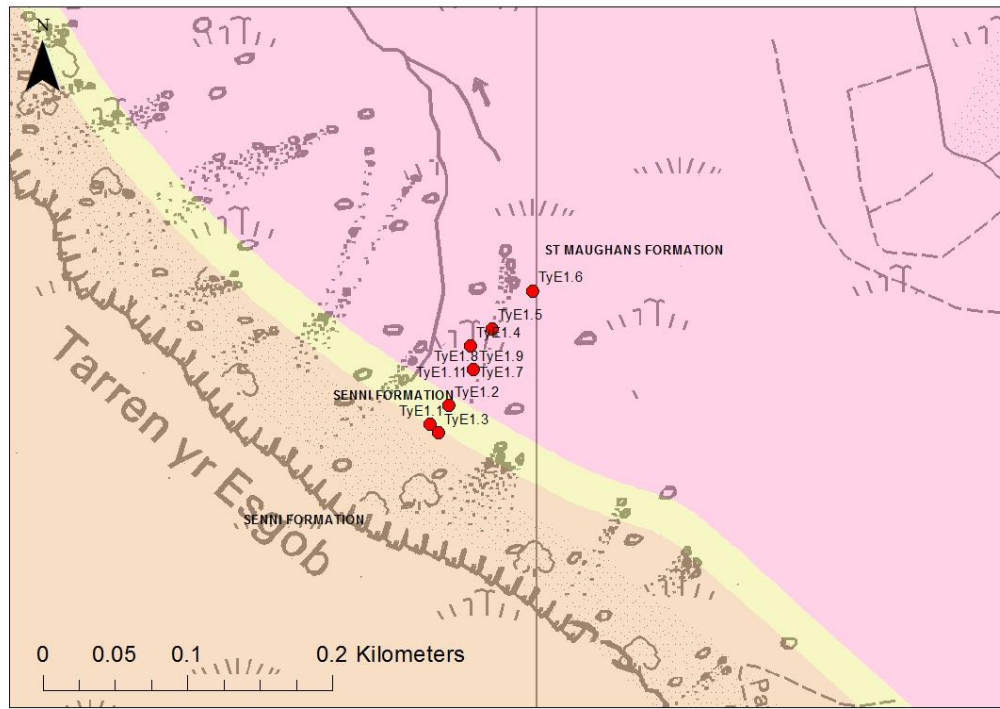 N
ST MAUGHANS FORMATION
TyE1.6
TyE1.5
TyE1.4
TyE1.8 TyE1.9
TyE1.11 TyE1.7
SENNI FORMATION TyE1.2
TyE1.1 TyE1.3
Tarren yr Esgob
SENNI FORMATION
0 0.05 0.1 0.2 Kilometers
Pa